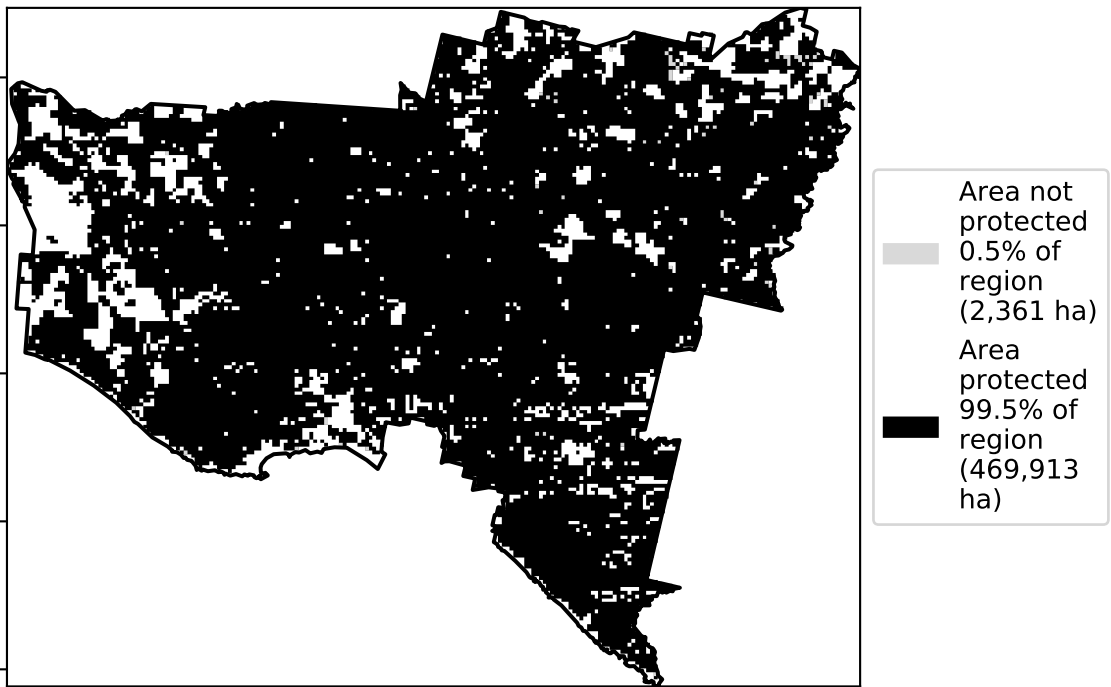 Area not
protected
0.5% of
region
(2,361 ha)
Area
protected
99.5% of
region
(469,913
ha)